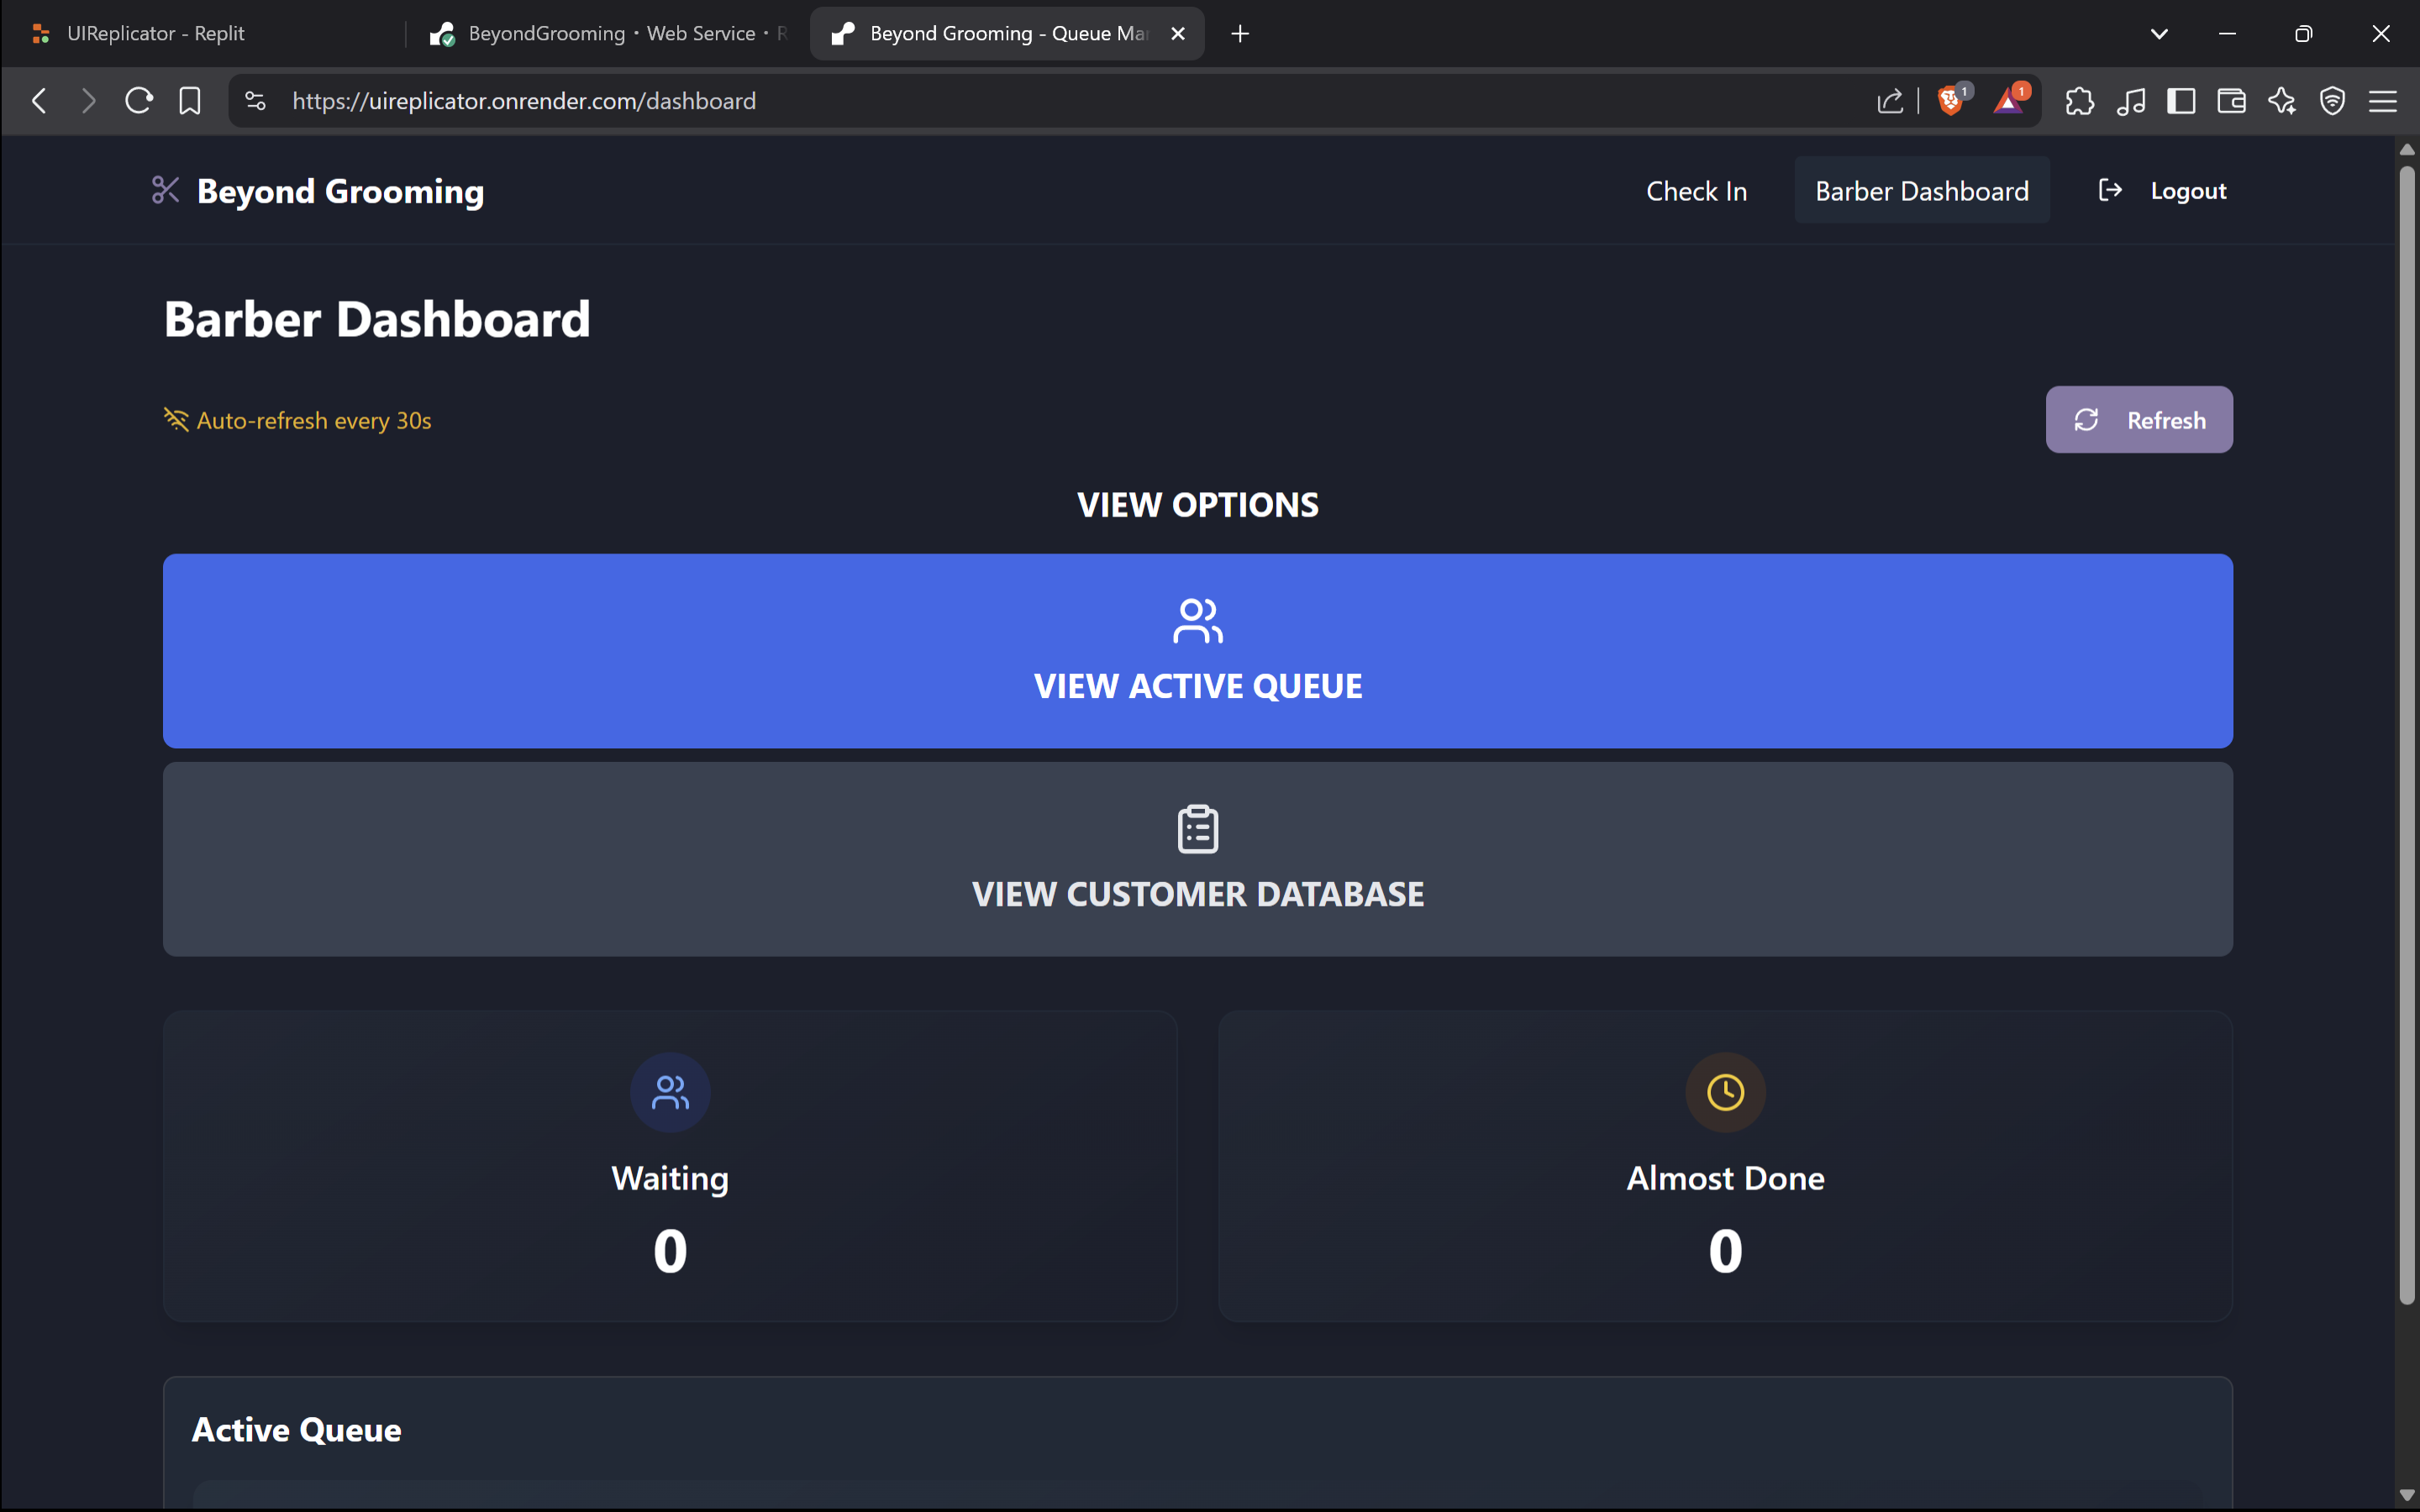 UIReplicator - Replit
BeyondGrooming • Web Service • R
Beyond Grooming - Queue Ma
https://uireplicator.onrender.com/dashboard
1
1
Beyond Grooming
Check In
Barber Dashboard
Logout
Barber Dashboard
Auto-refresh every 30s
Refresh
VIEW OPTIONS
VIEW ACTIVE QUEUE
VIEW CUSTOMER DATABASE
Waiting
0
Almost Done
0
Active Queue